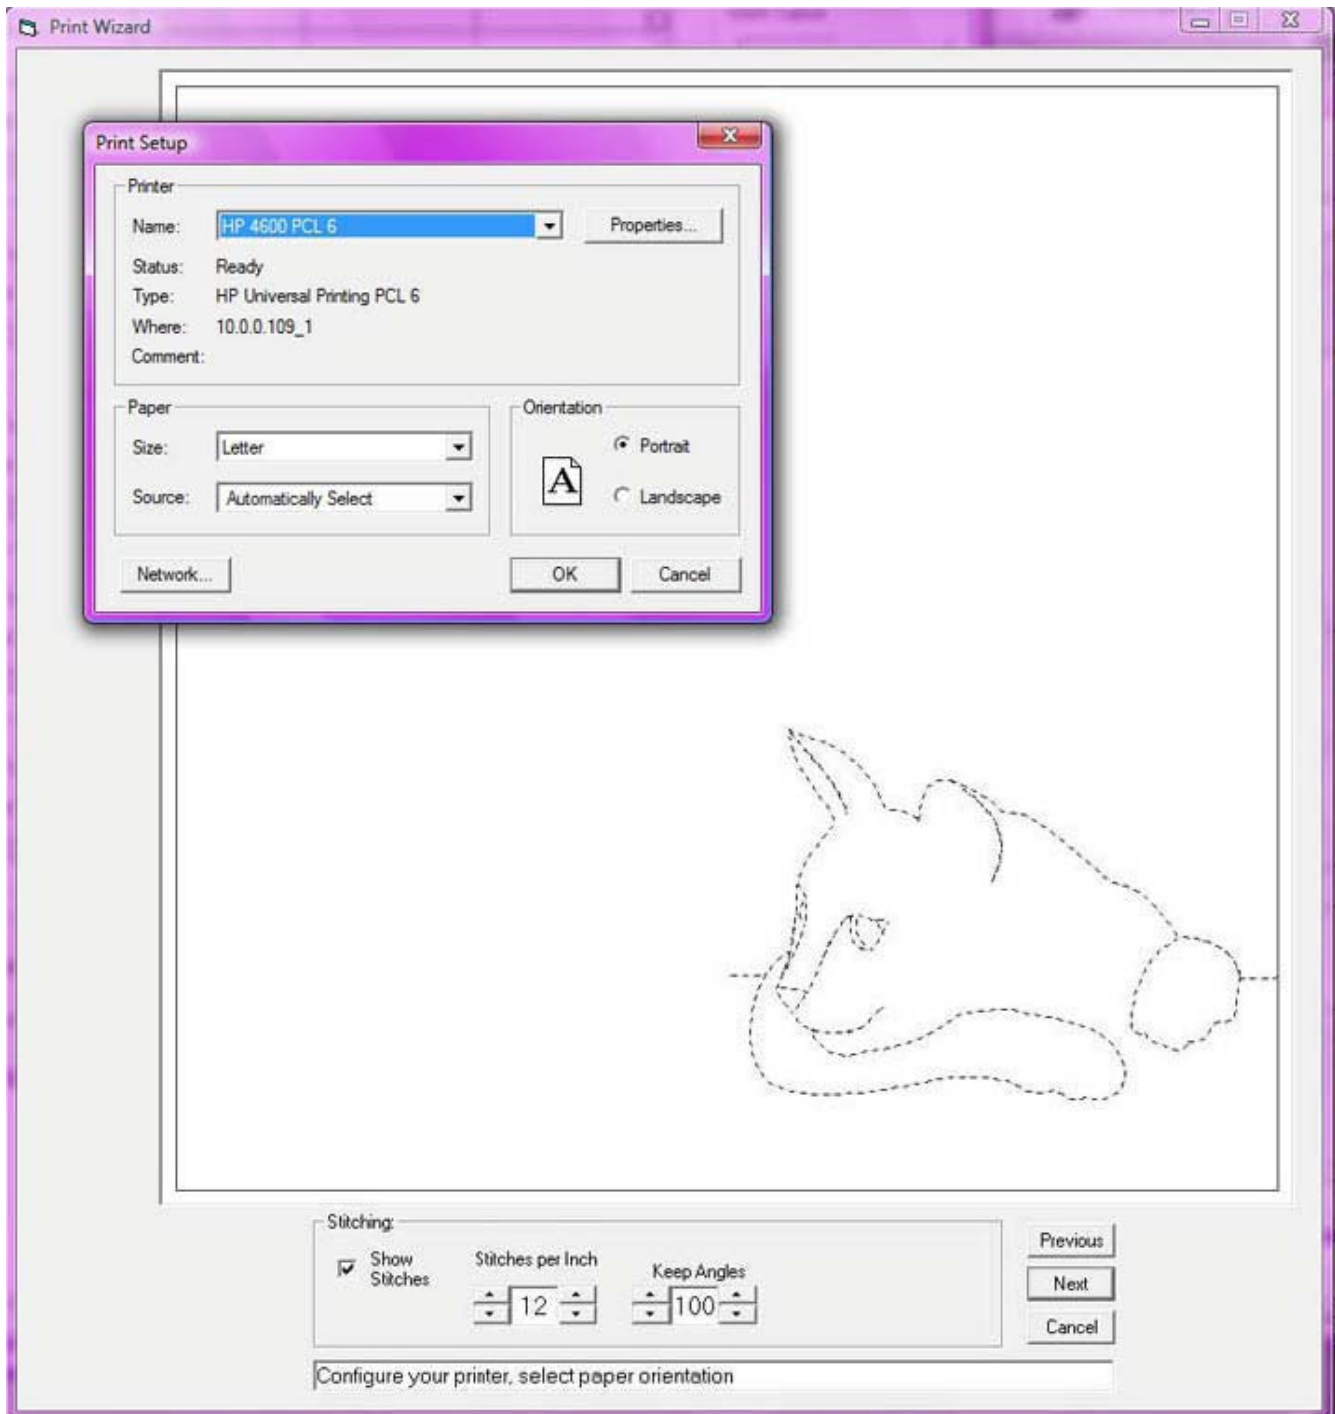 Print Wizard
Print Setup
Printer
Name: HP 4600 PCL 6 Properties...
Status: Ready
Type: HP Universal Printing PCL 6
Where: 10.0.0.109_1
Comment:
Paper
Size: Letter
Source: Automatically Select
Orientation
A
Portrait
Landscape
Network... OK Cancel
Stitching:
Show
Stitches
Stitches per Inch
12
Keep Angles
100
Previous
Next
Cancel
Configure your printer, select paper orientation